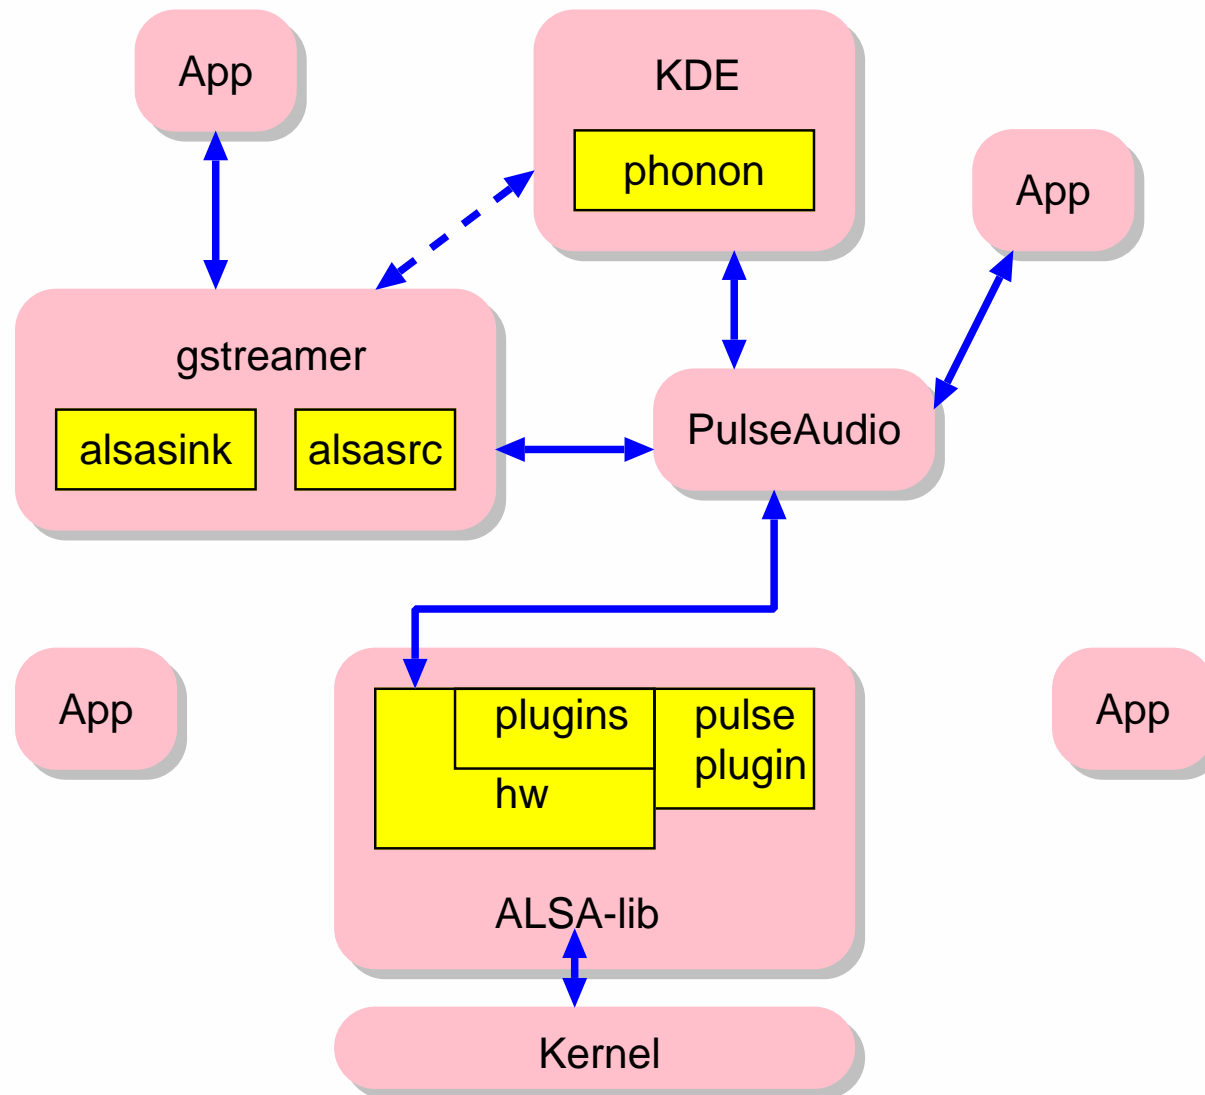 App
KDE
phonon
App
gstreamer
alsasink
alsasrc
PulseAudio
App
plugins
pulse
plugin
hw
App
ALSA-lib
Kernel